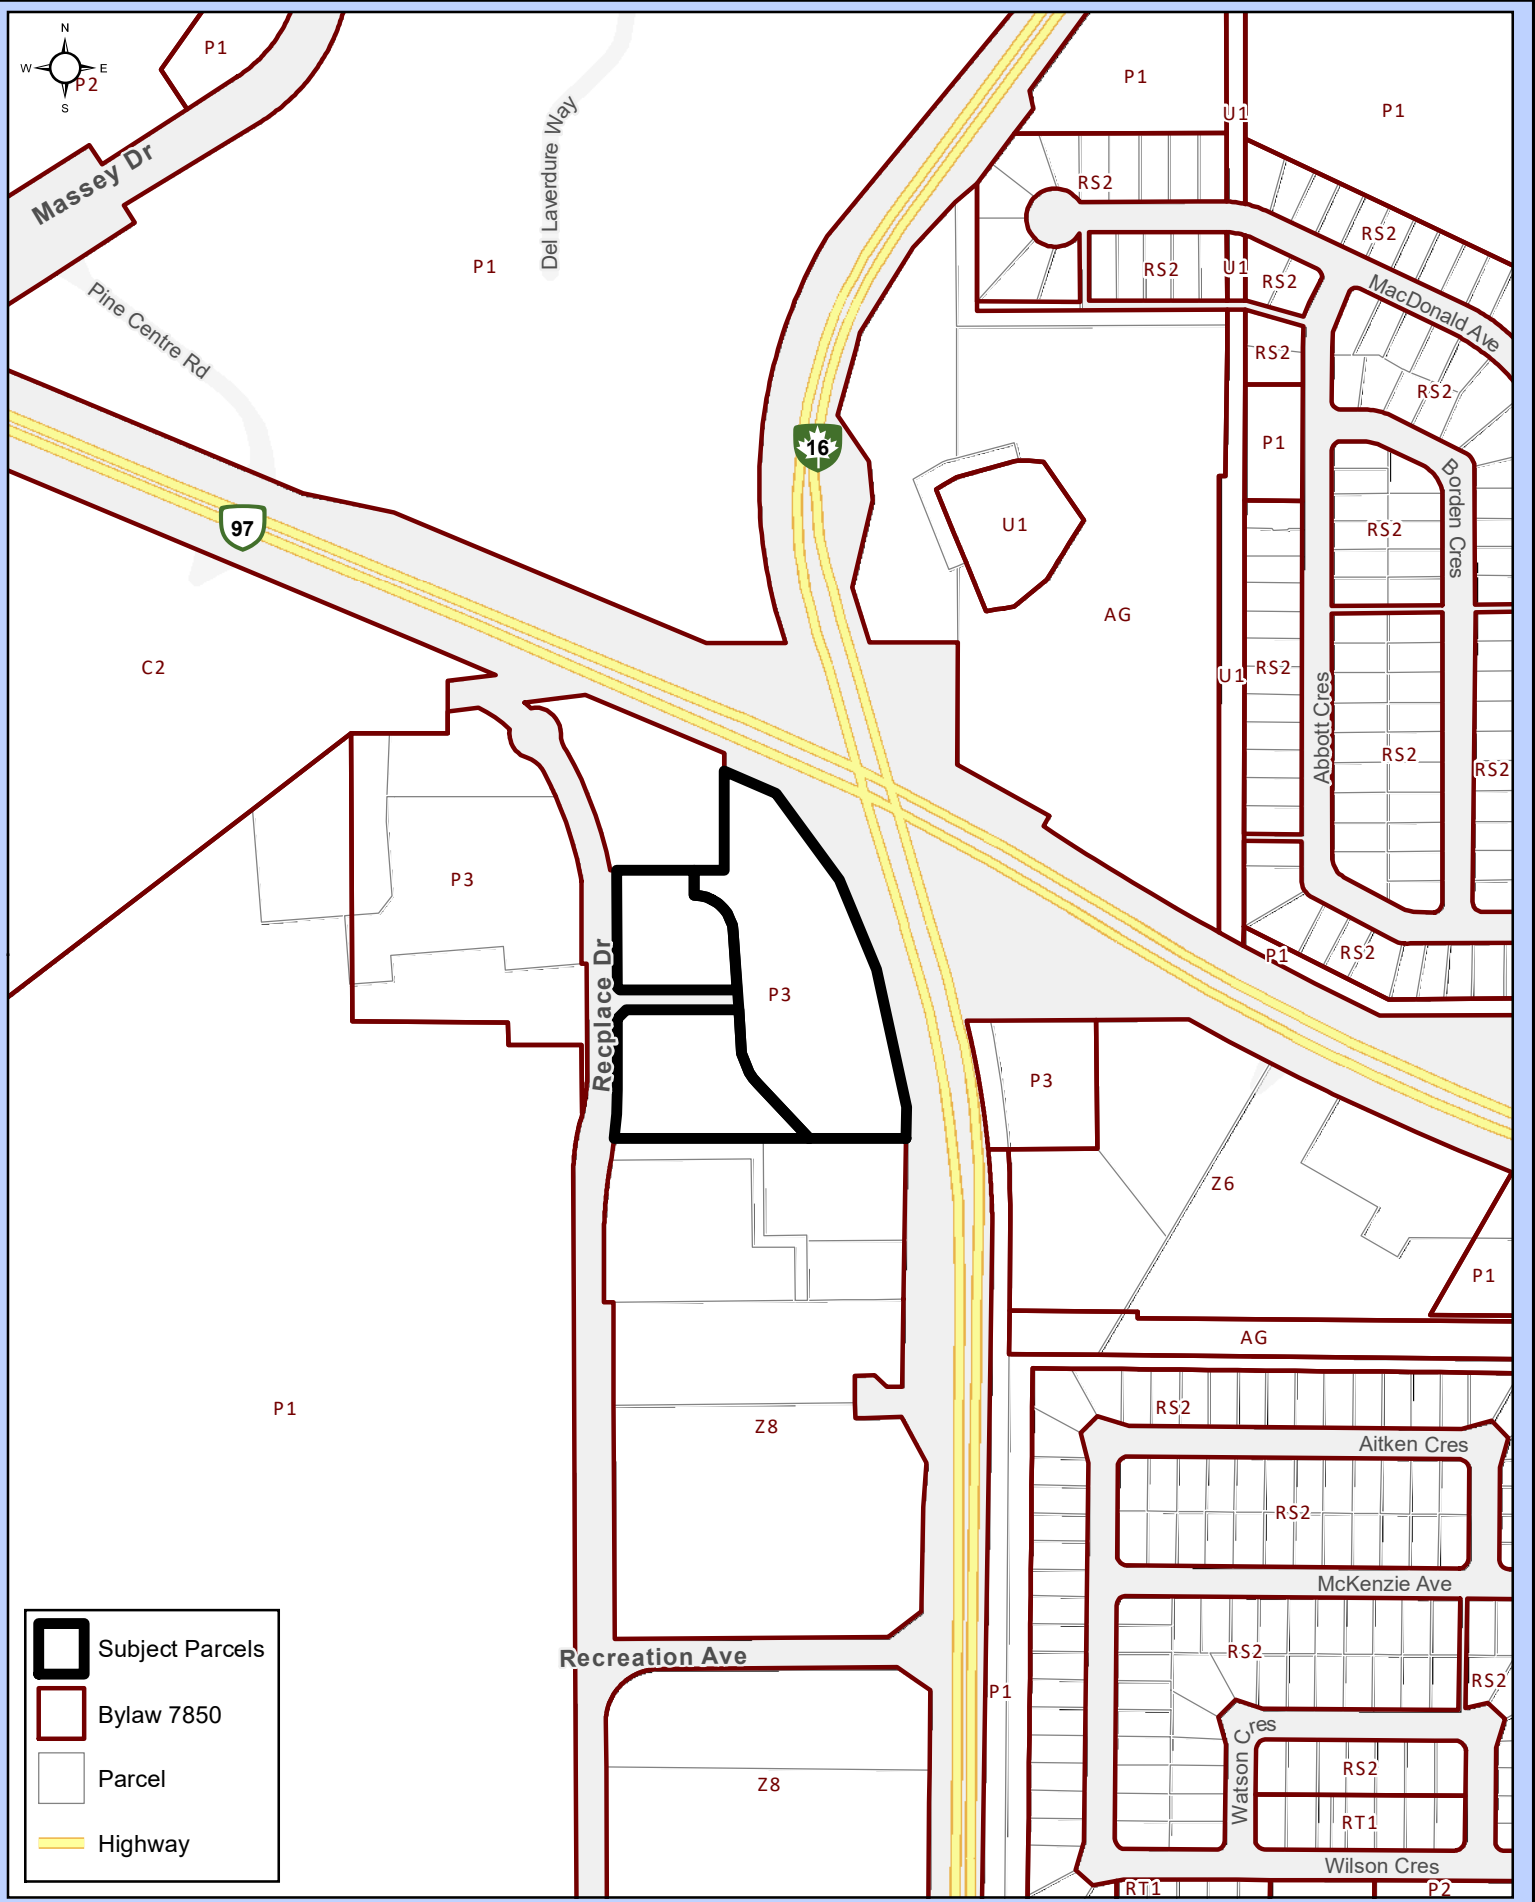 N
W
E
S
P1
P2
P1
U1
P1
Massey Dr
Del Laverdure Way
RS2
RS2
P1
RS2
U1
RS2
Pine Centre Rd
MacDonald Ave
RS2
RS2
P1
16
Borden Cres
97
U1
RS2
AG
C2
U1
RS2
Abbott Cres
RS2
RS2
P3
Recplace Dr
P3
P1
RS2
P3
Z6
P1
AG
P1
Z8
RS2
Aitken Cres
RS2
McKenzie Ave
Recreation Ave
RS2
RS2
P1
Watson Cres
Z8
RS2
RT1
Wilson Cres
RT1
P2
Subject Parcels
Bylaw 7850
Parcel
Highway